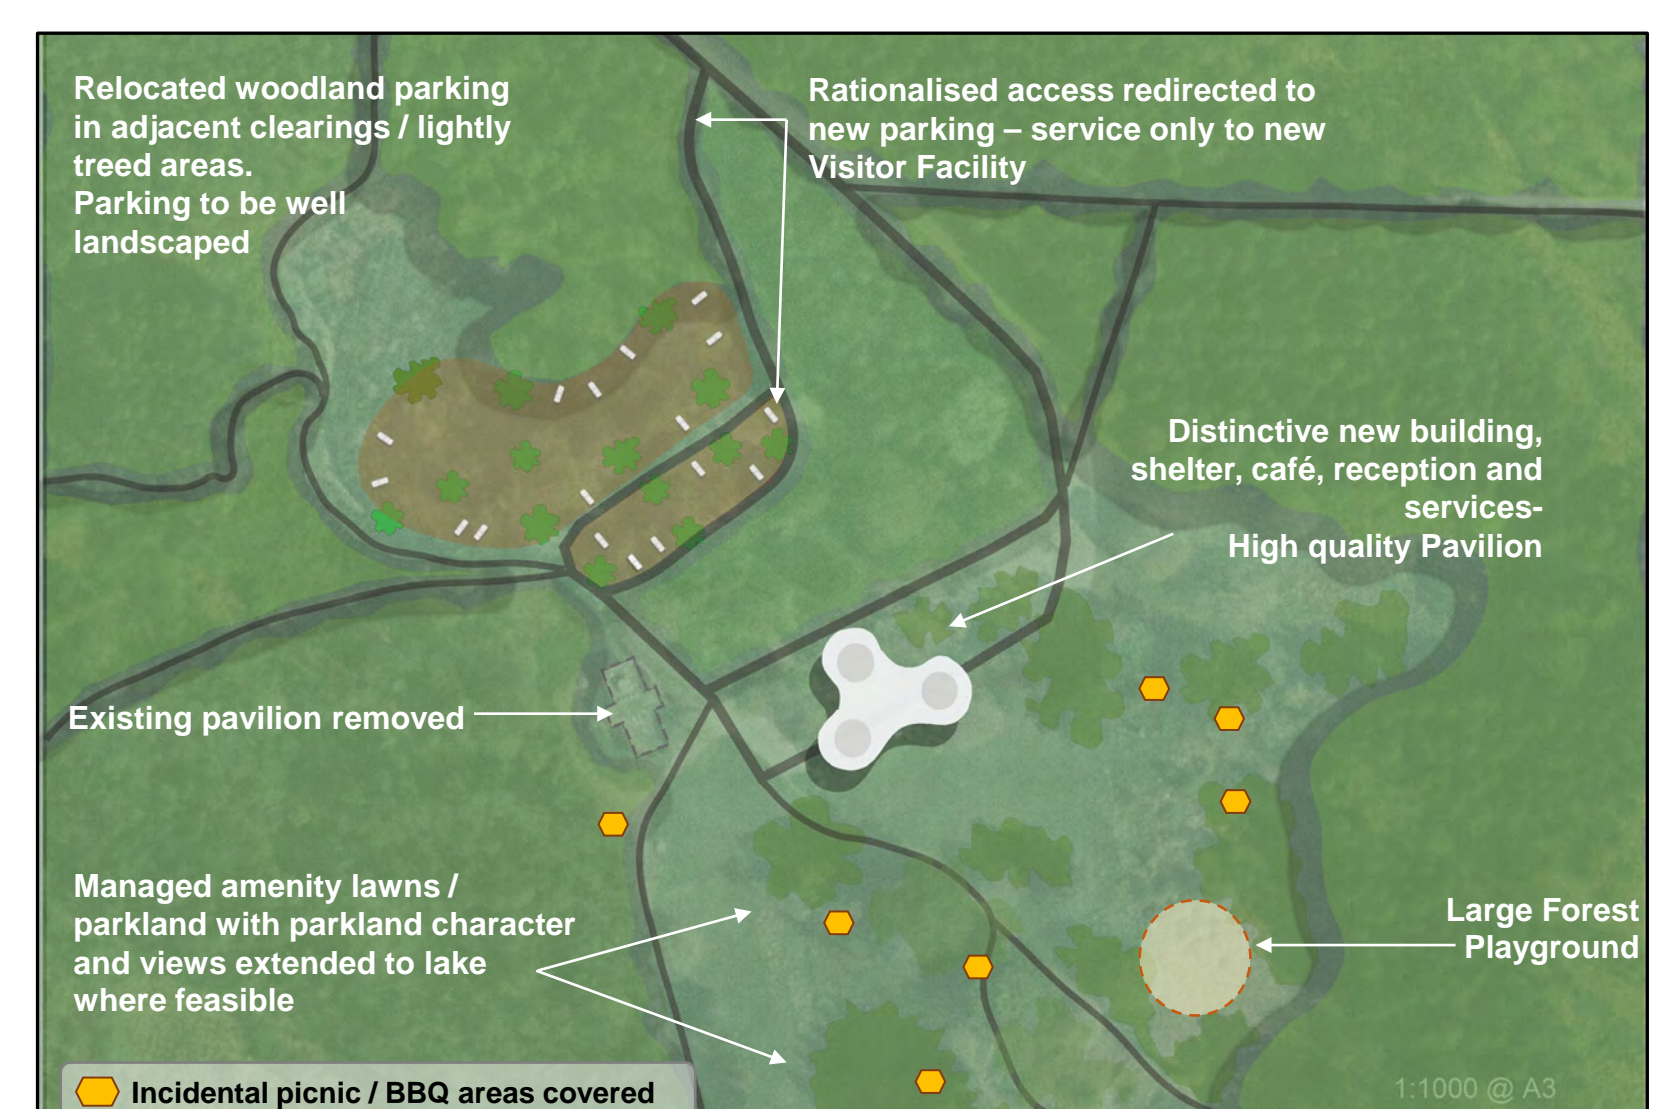 Relocated woodland parking
in adjacent clearings / lightly
treed areas.
Parking to be well
landscaped
Rationalised access redirected to
new parking – service only to new
Visitor Facility
Distinctive new building,
shelter, café, reception and
services-
High quality Pavilion
Existing pavilion removed
Managed amenity lawns /
parkland with parkland character
and views extended to lake
where feasible
Large Forest
Playground
Incidental picnic / BBQ areas covered
1:1000 @ A3